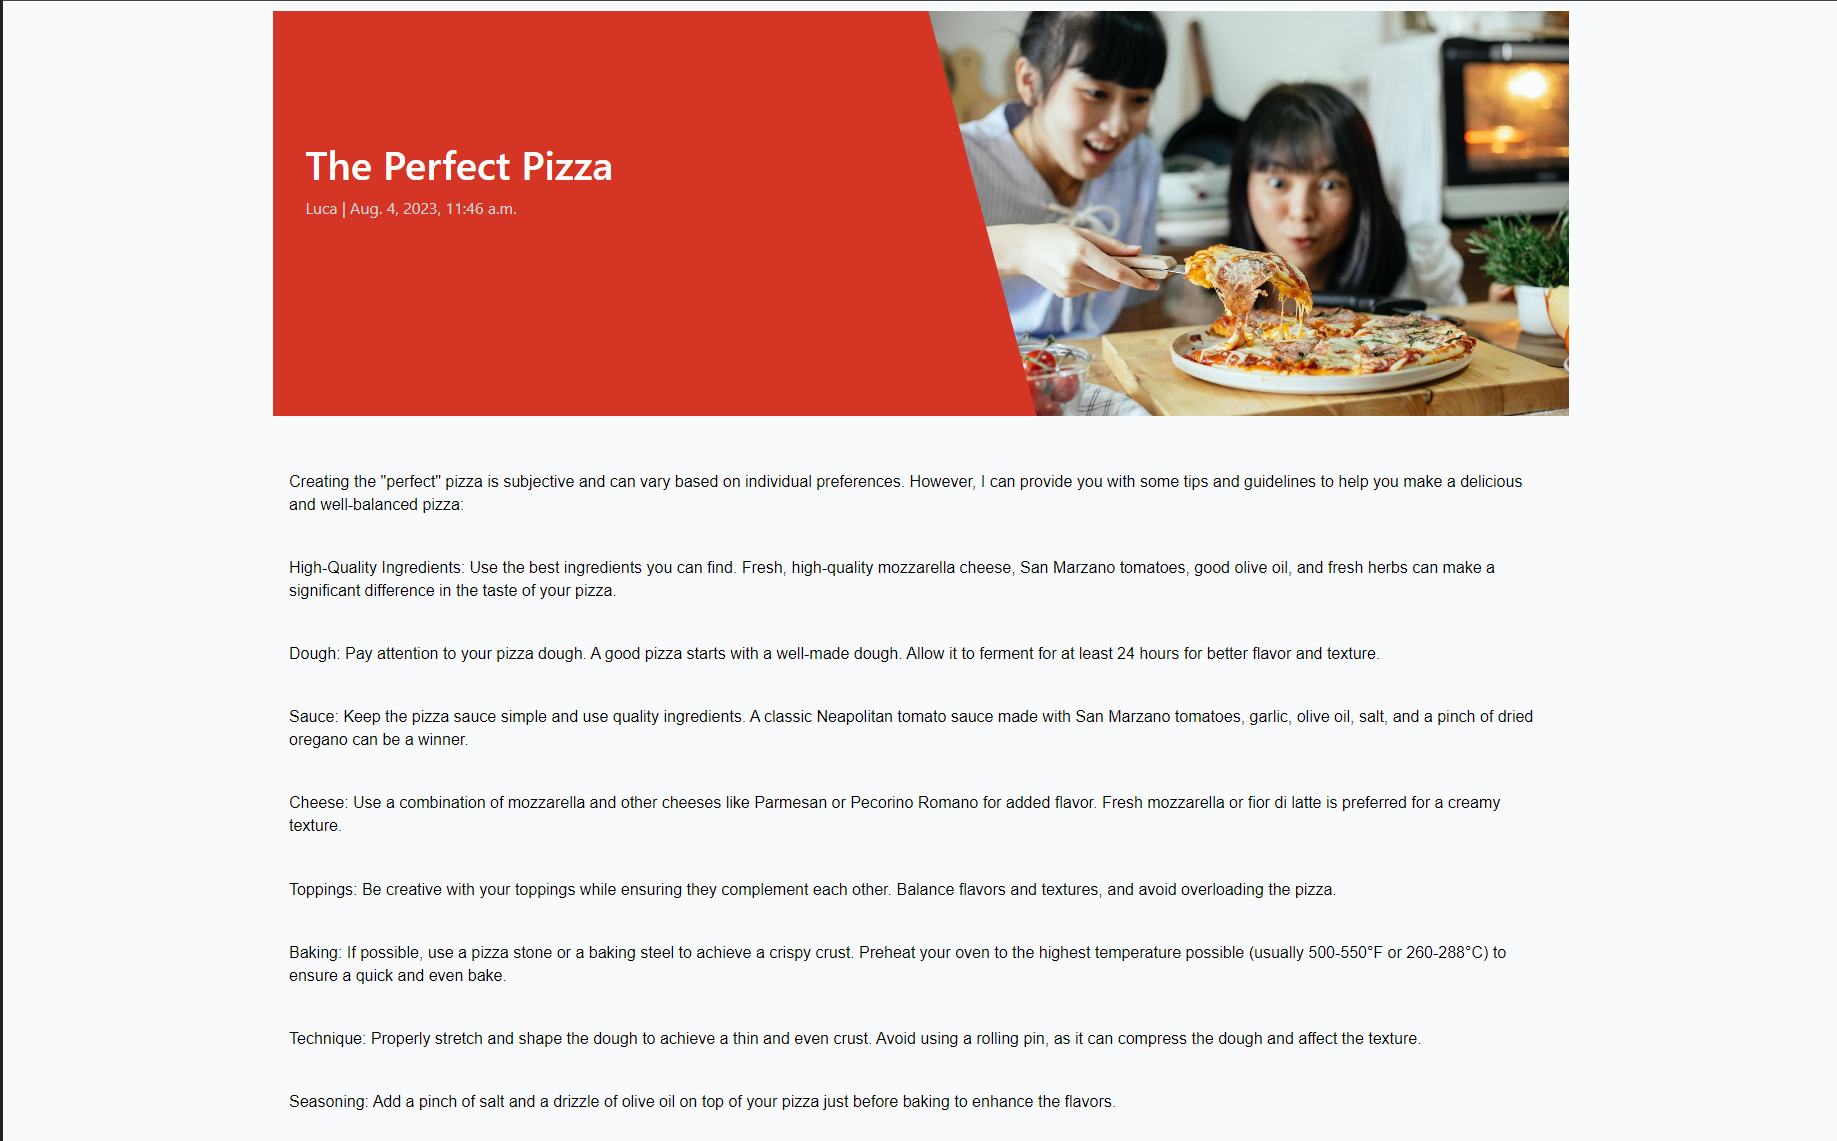 The Perfect Pizza
Luca | Aug. 4, 2023, 11:46 a.m.
Creating the "perfect" pizza is subjective and can vary based on individual preferences. However, I can provide you with some tips and guidelines to help you make a delicious
and well-balanced pizza:
High-Quality Ingredients: Use the best ingredients you can find. Fresh, high-quality mozzarella cheese, San Marzano tomatoes, good olive oil, and fresh herbs can make a
significant difference in the taste of your pizza.
Dough: Pay attention to your pizza dough. A good pizza starts with a well-made dough. Allow it to ferment for at least 24 hours for better flavor and texture.
Sauce: Keep the pizza sauce simple and use quality ingredients. A classic Neapolitan tomato sauce made with San Marzano tomatoes, garlic, olive oil, salt, and a pinch of dried
oregano can be a winner.
Cheese: Use a combination of mozzarella and other cheeses like Parmesan or Pecorino Romano for added flavor. Fresh mozzarella or fior di latte is preferred for a creamy
texture.
Toppings: Be creative with your toppings while ensuring they complement each other. Balance flavors and textures, and avoid overloading the pizza.
Baking: If possible, use a pizza stone or a baking steel to achieve a crispy crust. Preheat your oven to the highest temperature possible (usually 500-550°F or 260-288°C) to
ensure a quick and even bake.
Technique: Properly stretch and shape the dough to achieve a thin and even crust. Avoid using a rolling pin, as it can compress the dough and affect the texture.
Seasoning: Add a pinch of salt and a drizzle of olive oil on top of your pizza just before baking to enhance the flavors.